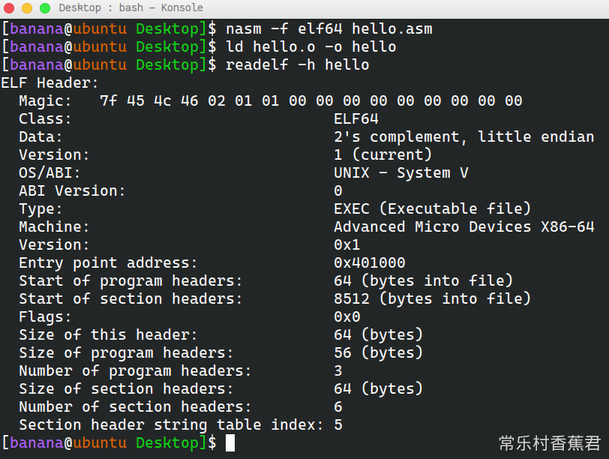 Desktop : bash — Konsole
[banana@ubuntu Desktop]$ nasm -f elf64 hello.asm
[banana@ubuntu Desktop]$ ld hello.o -o hello
[banana@ubuntu Desktop]$ readelf -h hello
ELF Header:
  Magic:   7f 45 4c 46 02 01 01 00 00 00 00 00 00 00 00 00
  Class:                             ELF64
  Data:                              2's complement, little endian
  Version:                           1 (current)
  OS/ABI:                            UNIX - System V
  ABI Version:                       0
  Type:                              EXEC (Executable file)
  Machine:                           Advanced Micro Devices X86-64
  Version:                           0x1
  Entry point address:               0x401000
  Start of program headers:          64 (bytes into file)
  Start of section headers:          8512 (bytes into file)
  Flags:                             0x0
  Size of this header:               64 (bytes)
  Size of program headers:           56 (bytes)
  Number of program headers:         3
  Size of section headers:           64 (bytes)
  Number of section headers:         6
  Section header string table index: 5
[banana@ubuntu Desktop]$
常乐村香蕉君